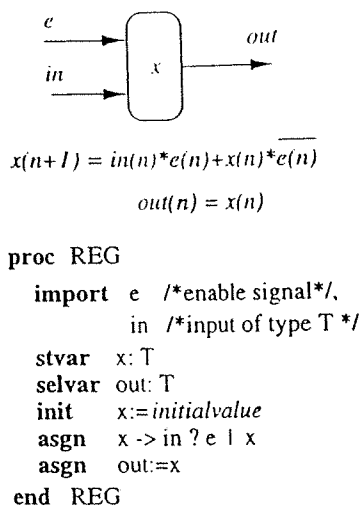 e
out
in
x
x(n+1) = in(n)*e(n)+x(n)*e̅(̅n̅)̅
out(n) = x(n)
proc REG
import e /*enable signal*/,
in /*input of type T */
stvar x: T
selvar out: T
init x:= initialvalue
asgn x -> in ? e | x
asgn out:=x
end REG